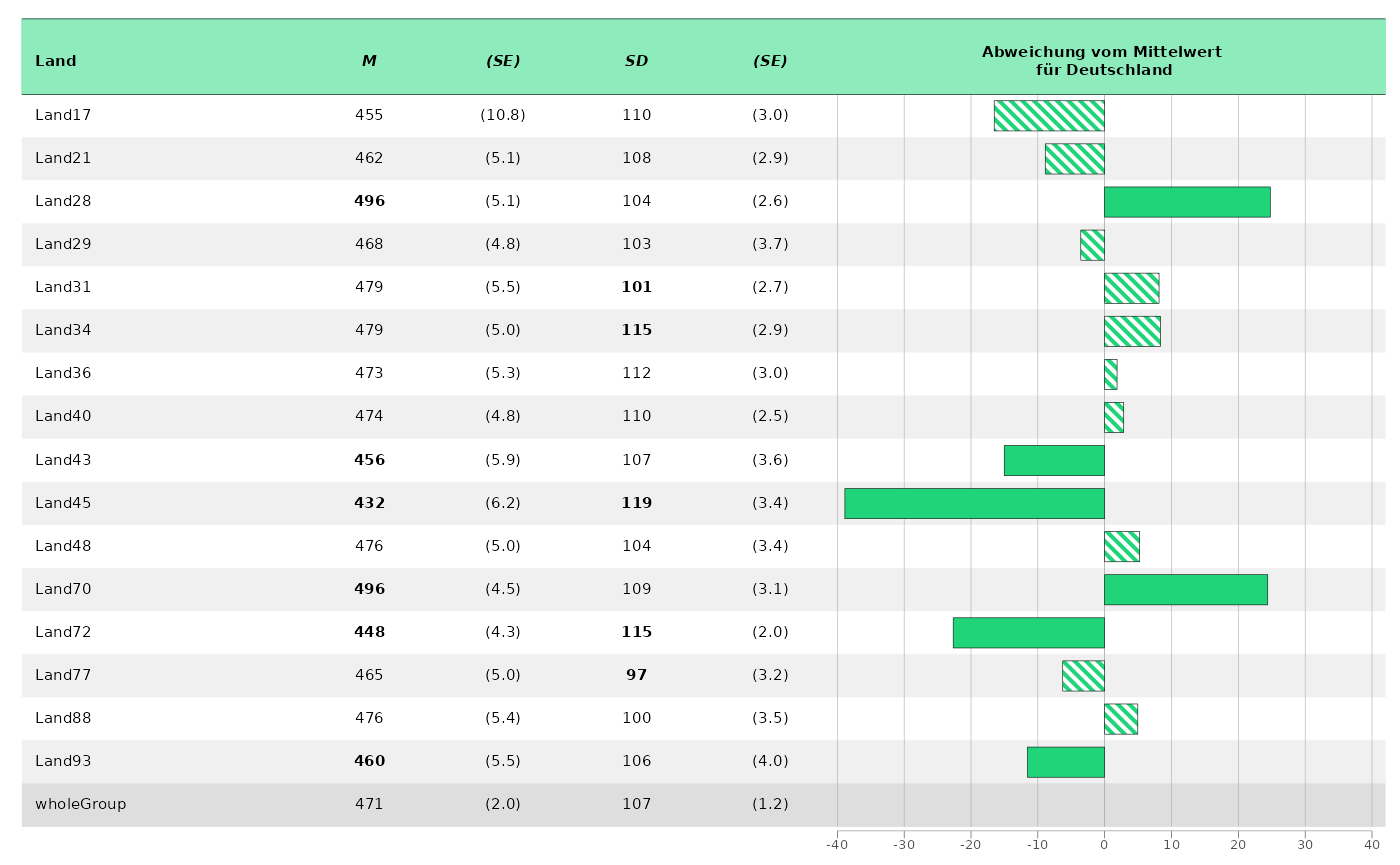 Land M (SE) SD (SE) Abweichung vom Mittelwert
für Deutschland
Land17 455 (10.8) 110 (3.0)
Land21 462 (5.1) 108 (2.9)
Land28 496 (5.1) 104 (2.6)
Land29 468 (4.8) 103 (3.7)
Land31 479 (5.5) 101 (2.7)
Land34 479 (5.0) 115 (2.9)
Land36 473 (5.3) 112 (3.0)
Land40 474 (4.8) 110 (2.5)
Land43 456 (5.9) 107 (3.6)
Land45 432 (6.2) 119 (3.4)
Land48 476 (5.0) 104 (3.4)
Land70 496 (4.5) 109 (3.1)
Land72 448 (4.3) 115 (2.0)
Land77 465 (5.0) 97 (3.2)
Land88 476 (5.4) 100 (3.5)
Land93 460 (5.5) 106 (4.0)
wholeGroup 471 (2.0) 107 (1.2)
-40 -30 -20 -10 0 10 20 30 40